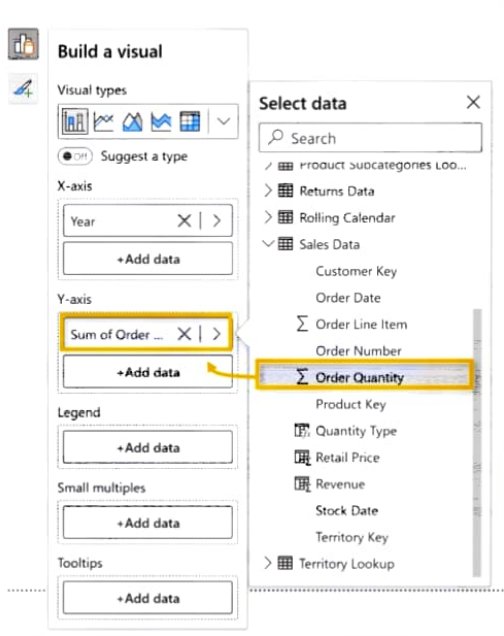 Build a visual
Visual types
Off Suggest a type
X-axis
Year
+Add data
Y-axis
Sum of Order ...
+Add data
Legend
+Add data
Small multiples
+Add data
Tooltips
+Add data
Select data
Search
Product Subcategories Loo...
Returns Data
Rolling Calendar
Sales Data
Customer Key
Order Date
Order Line Item
Order Number
Order Quantity
Product Key
Quantity Type
Retail Price
Revenue
Stock Date
Territory Key
Territory Lookup